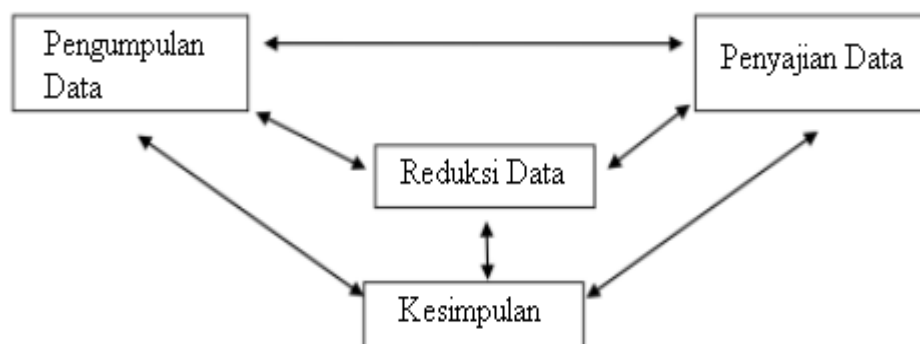 Pengumpulan
Data
Penyajian Data
Reduksi Data
Kesimpulan